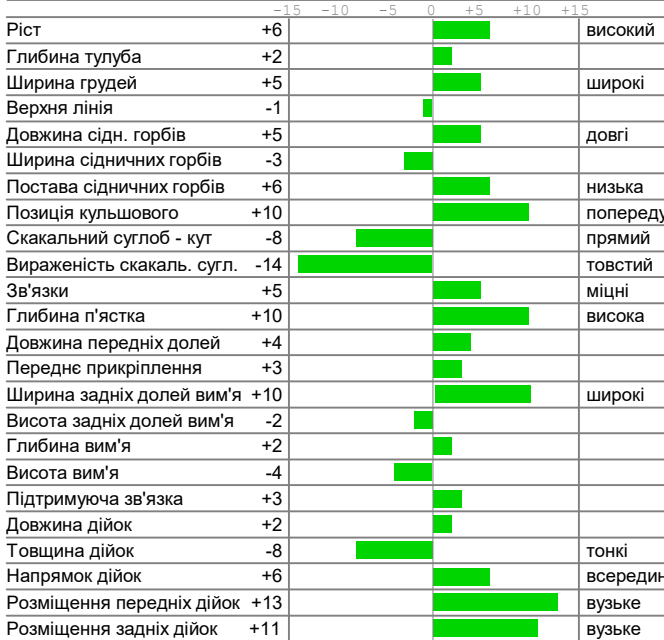 -15 -10 -5 0 +5 +10 +15
Ріст +6 високий
Глибина тулуба +2
Ширина грудей +5 широкі
Верхня лінія -1
Довжина сідн. горбів +5 довгі
Ширина сідничних горбів -3
Постава сідничних горбів +6 низька
Позиція кульшового +10 попереду
Скакальний суглоб - кут -8 прямий
Вираженість скакаль. сугл. -14 товстий
Зв'язки +5 міцні
Глибина п'ястка +10 висока
Довжина передніх долей +4
Переднє прикріплення +3
Ширина задніх долей вим'я +10 широкі
Висота задніх долей вим'я -2
Глибина вим'я +2
Висота вим'я -4
Підтримуюча зв'язка +3
Довжина дійок +2
Товщина дійок -8 тонкі
Напрямок дійок +6 всередин
Розміщення передніх дійок +13 вузьке
Розміщення задніх дійок +11 вузьке